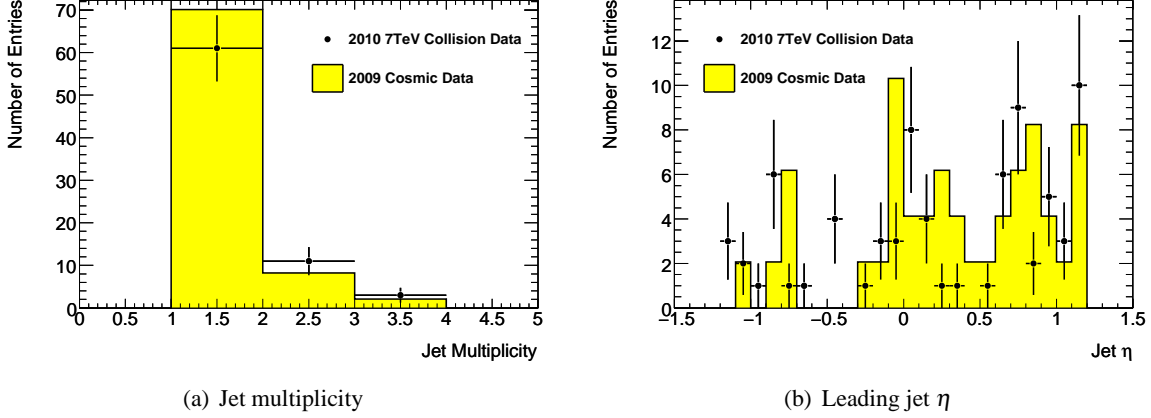 Number of Entries
70
60
50
40
30
20
10
0
0 0.5 1 1.5 2 2.5 3 3.5 4 4.5 5
Jet Multiplicity
2010 7TeV Collision Data
2009 Cosmic Data
(a) Jet multiplicity
Number of Entries
12
10
8
6
4
2
0
−1.5 −1 −0.5 0 0.5 1 1.5
Jet η
2010 7TeV Collision Data
2009 Cosmic Data
(b) Leading jet η